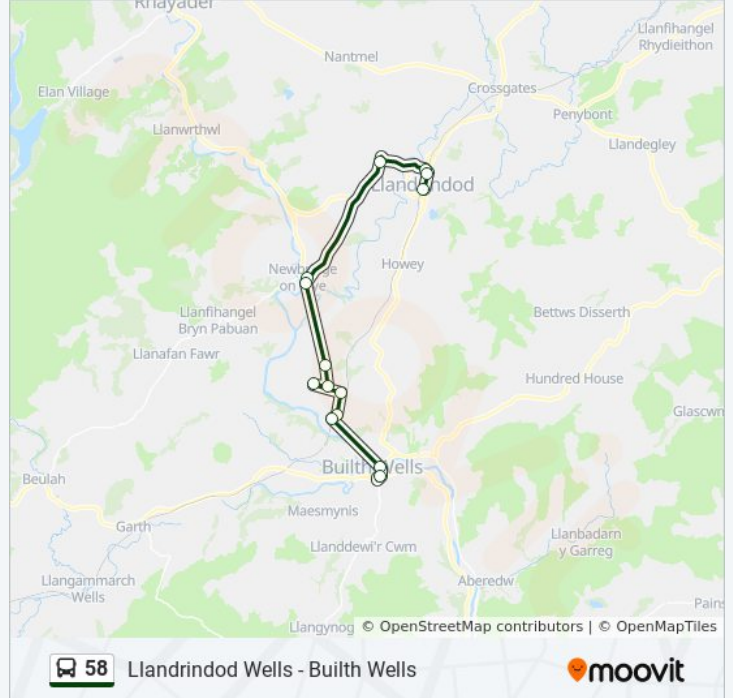 Rhayader
Llanfihangel
Rhydieithon
Nantmel
Elan Village
Crossgates
Penybont
Llanwrthwl
Llandegley
Llandrindod
Howey
Newbridge
on Wye
Llanfihangel
Bryn Pabuan
Bettws Disserth
Llanafan Fawr
Hundred House
Glascwn
Builth Wells
Beulah
Maesmynis
Garth
Llanbadarn
y Garreg
Llanddewi'r Cwm
Aberedw
Llangammarch
Wells
Pains
Llangynog
© OpenStreetMap contributors | © OpenMapTiles
58 Llandrindod Wells - Builth Wells
moovit